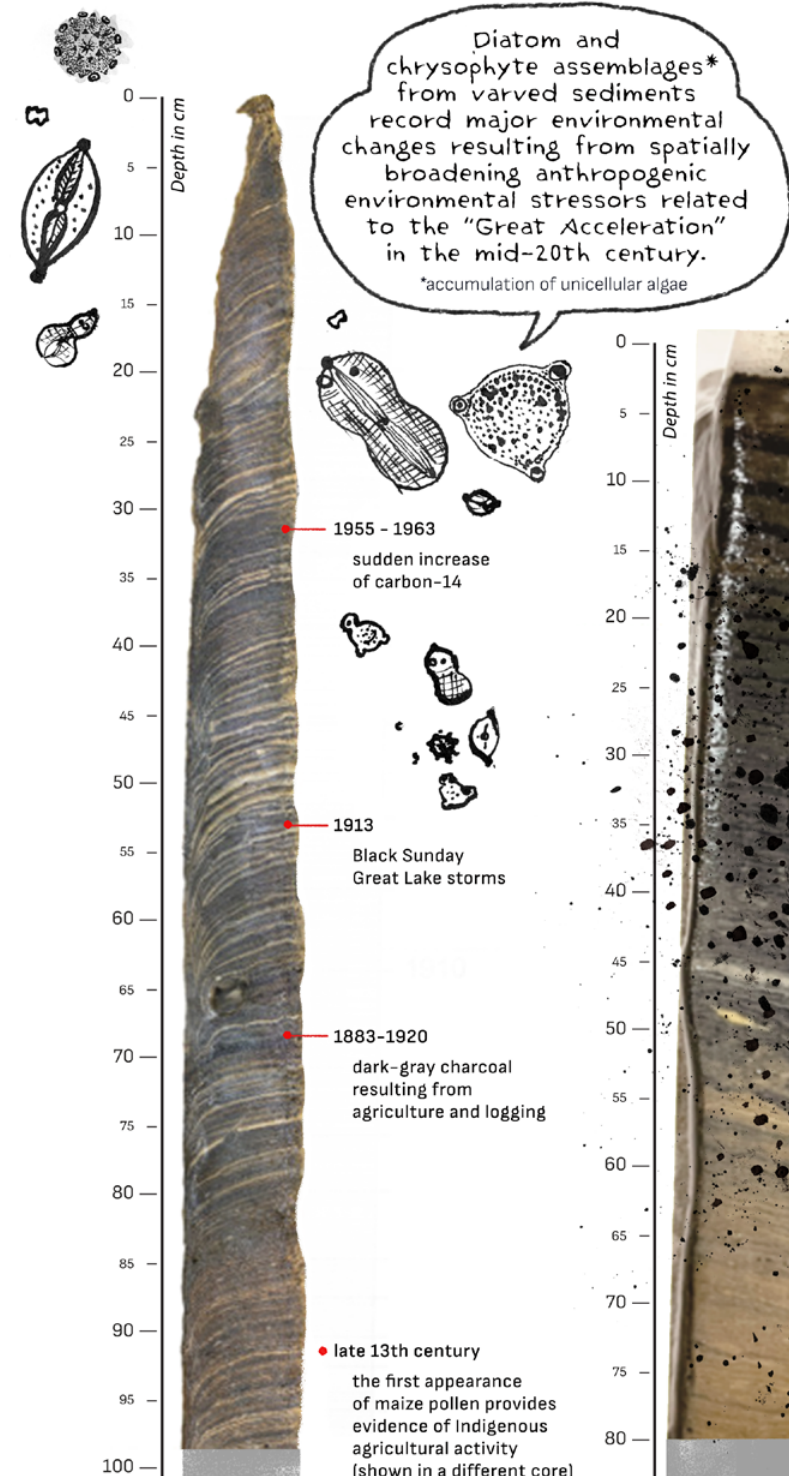 Diatom and
chrysophyte assemblages*
from varved sediments
record major environmental
changes resulting from spatially
broadening anthropogenic
environmental stressors related
to the “Great Acceleration”
in the mid-20th century.
*accumulation of unicellular algae
Depth in cm
0
5
10
15
20
25
30
35
40
45
50
55
60
65
70
75
80
85
90
95
100
1955 - 1963
sudden increase
of carbon-14
1913
Black Sunday
Great Lake storms
1883-1920
dark-gray charcoal
resulting from
agriculture and logging
late 13th century
the first appearance
of maize pollen provides
evidence of Indigenous
agricultural activity
(shown in a different core)
Depth in cm
0
5
10
15
20
25
30
35
40
45
50
55
60
65
70
75
80